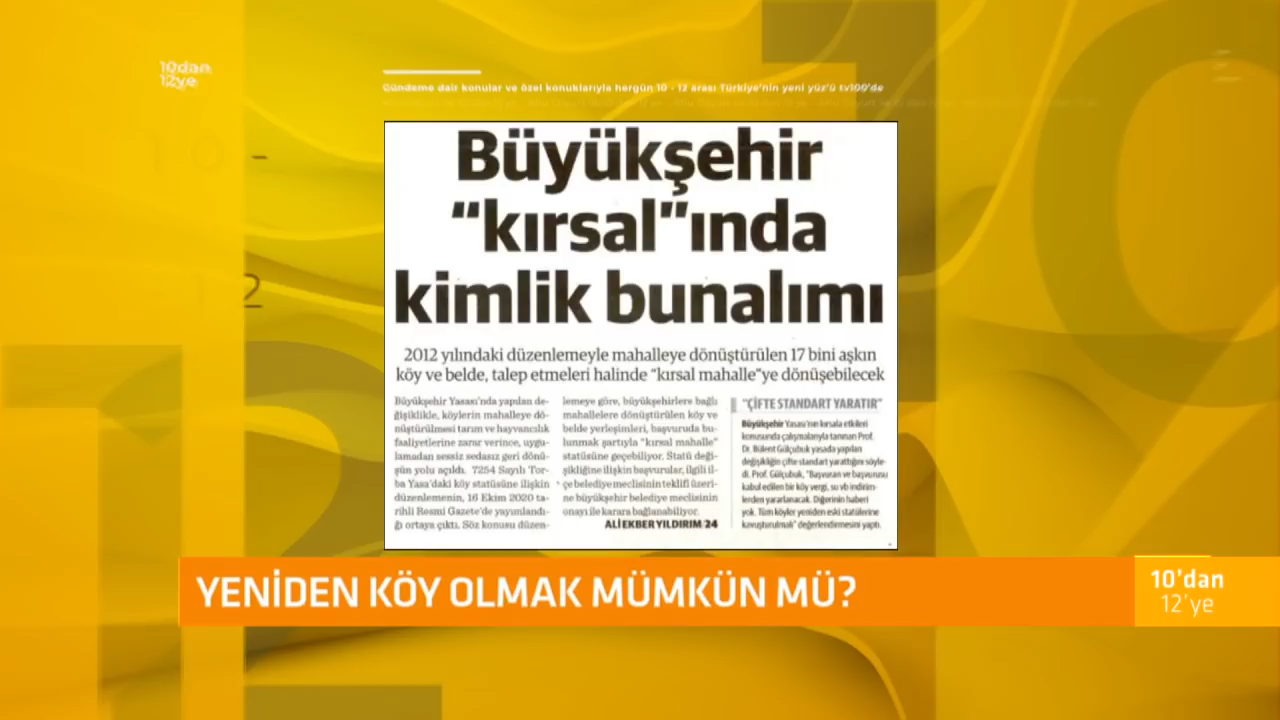 10dan
12ye
Gündeme dair konular ve özel konuklarıyla hergün 10 - 12 arası Türkiye'nin yeni yüz'ü tv100'de
10 -
- 12
Büyükşehir
“kırsal”ında
kimlik bunalımı
2012 yılındaki düzenlemeyle mahalleye dönüştürülen 17 bini aşkın
köy ve belde, talep etmeleri halinde “kırsal mahalle”ye dönüşebilecek
Büyükşehir Yasası'nda yapılan de-
ğişiklikle, köylerin mahalleye dö-
nüştürülmesi tarım ve hayvancılık
faaliyetlerine zarar verince, uygu-
lamadan sessiz sedasız geri dönü-
şün yolu açıldı. 7254 Sayılı Tor-
ba Yasa'daki köy statüsüne ilişkin
düzenlemenin, 16 Ekim 2020 ta-
rihli Resmi Gazete'de yayımlandı-
ğı ortaya çıktı. Söz konusu düzen-
lemeye göre, büyükşehirlere bağlı
mahallelere dönüştürülen köy ve
belde yerleşimleri, başvuruda bu-
lunmak şartıyla “kırsal mahalle”
statüsüne geçebiliyor. Statü deği-
şikliğine ilişkin başvurular, ilgili il-
çe belediye meclisinin teklifi üzeri-
ne büyükşehir belediye meclisinin
onayı ile karara bağlanabiliyor.
ALİ EKBER YILDIRIM 24
“ÇİFTE STANDART YARATIR”
Büyükşehir Yasası'nın kırsala etkileri
konusunda çalışmalarıyla tanınan Prof.
Dr. Bülent Gülçubuk yasada yapılan
değişikliğin çifte standart yarattığını söyle-
di. Prof. Gülçubuk, “Başvuran ve başvurusu
kabul edilen bir köy vergi, su vb indirim-
lerden yararlanacak. Diğerinin haberi
yok. Tüm köyler yeniden eski statülerine
kavuşturulmalı” değerlendirmesini yaptı.
YENİDEN KÖY OLMAK MÜMKÜN MÜ?
10'dan
12'ye